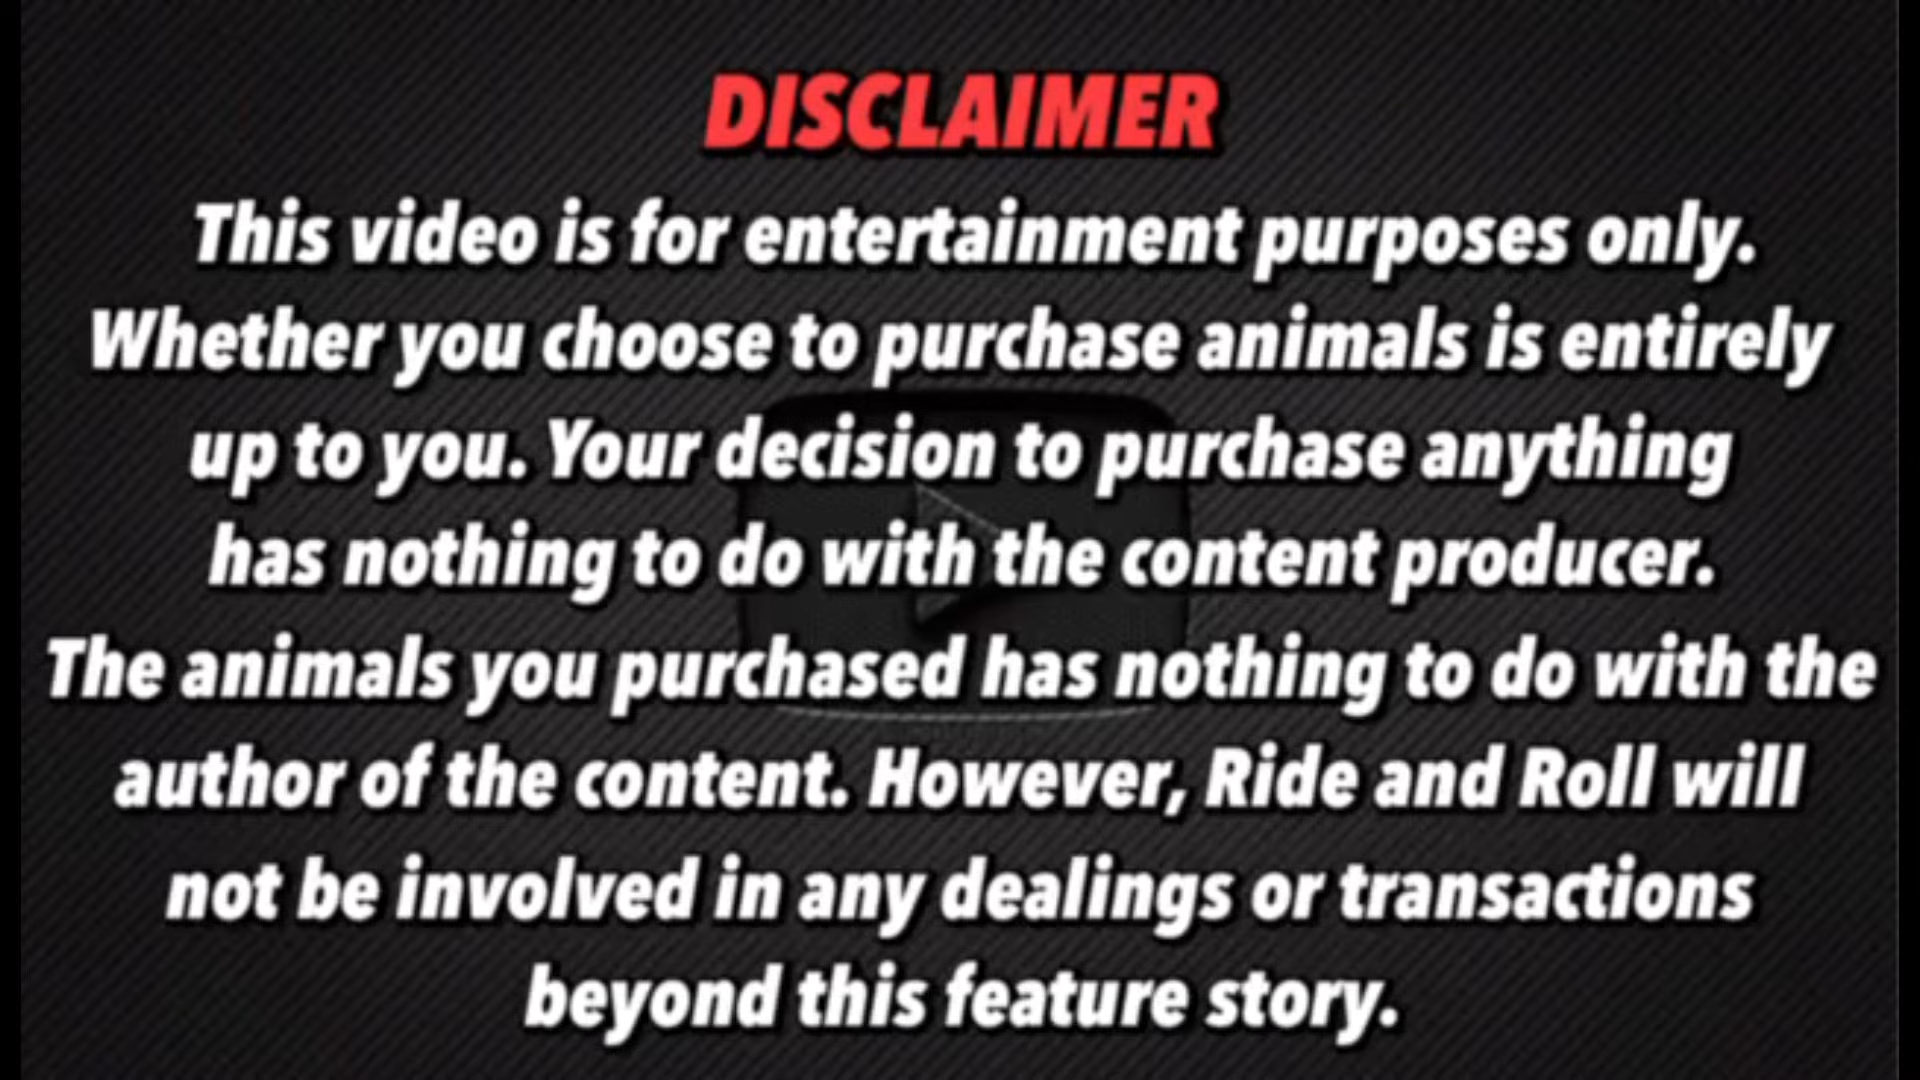 DISCLAIMER
This video is for entertainment purposes only.
Whether you choose to purchase animals is entirely
up to you. Your decision to purchase anything
has nothing to do with the content producer.
The animals you purchased has nothing to do with the
author of the content. However, Ride and Roll will
not be involved in any dealings or transactions
beyond this feature story.